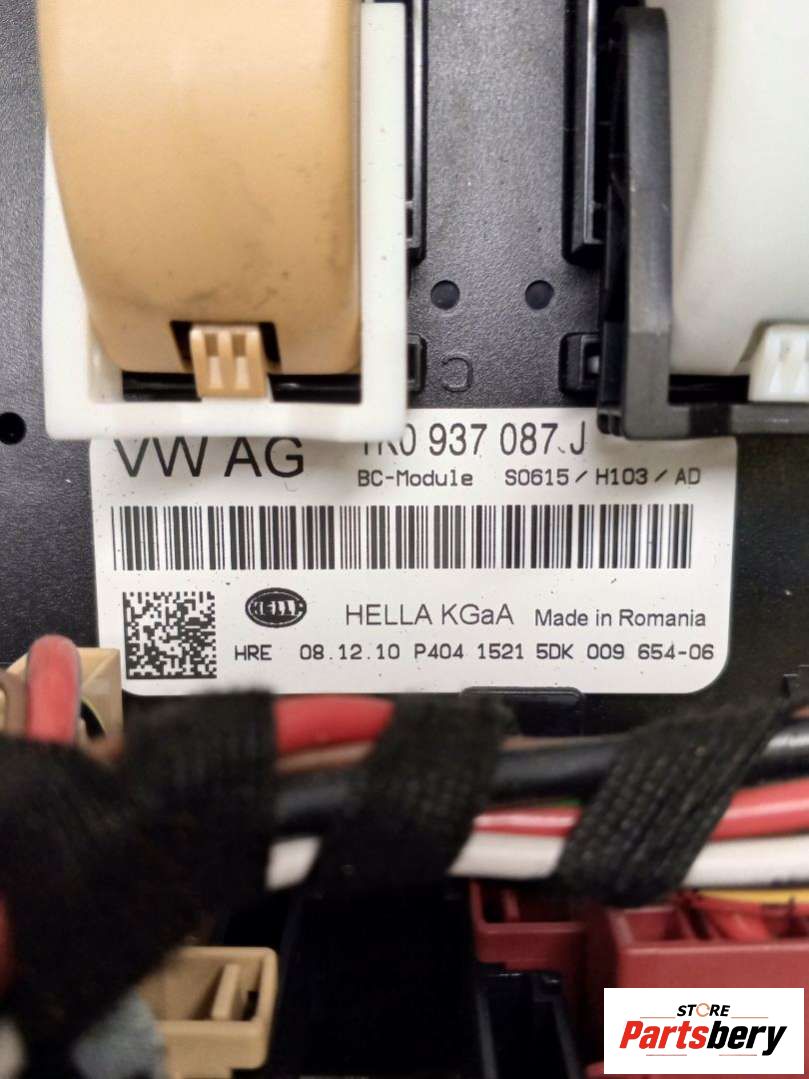 C
VW AG 1K0 937 087 J
BC-Module S0615 / H103 / AD
HELLA HELLA KGaA Made in Romania
HRE 08.12.10 P404 1521 5DK 009 654-06
STORE
Partsbery